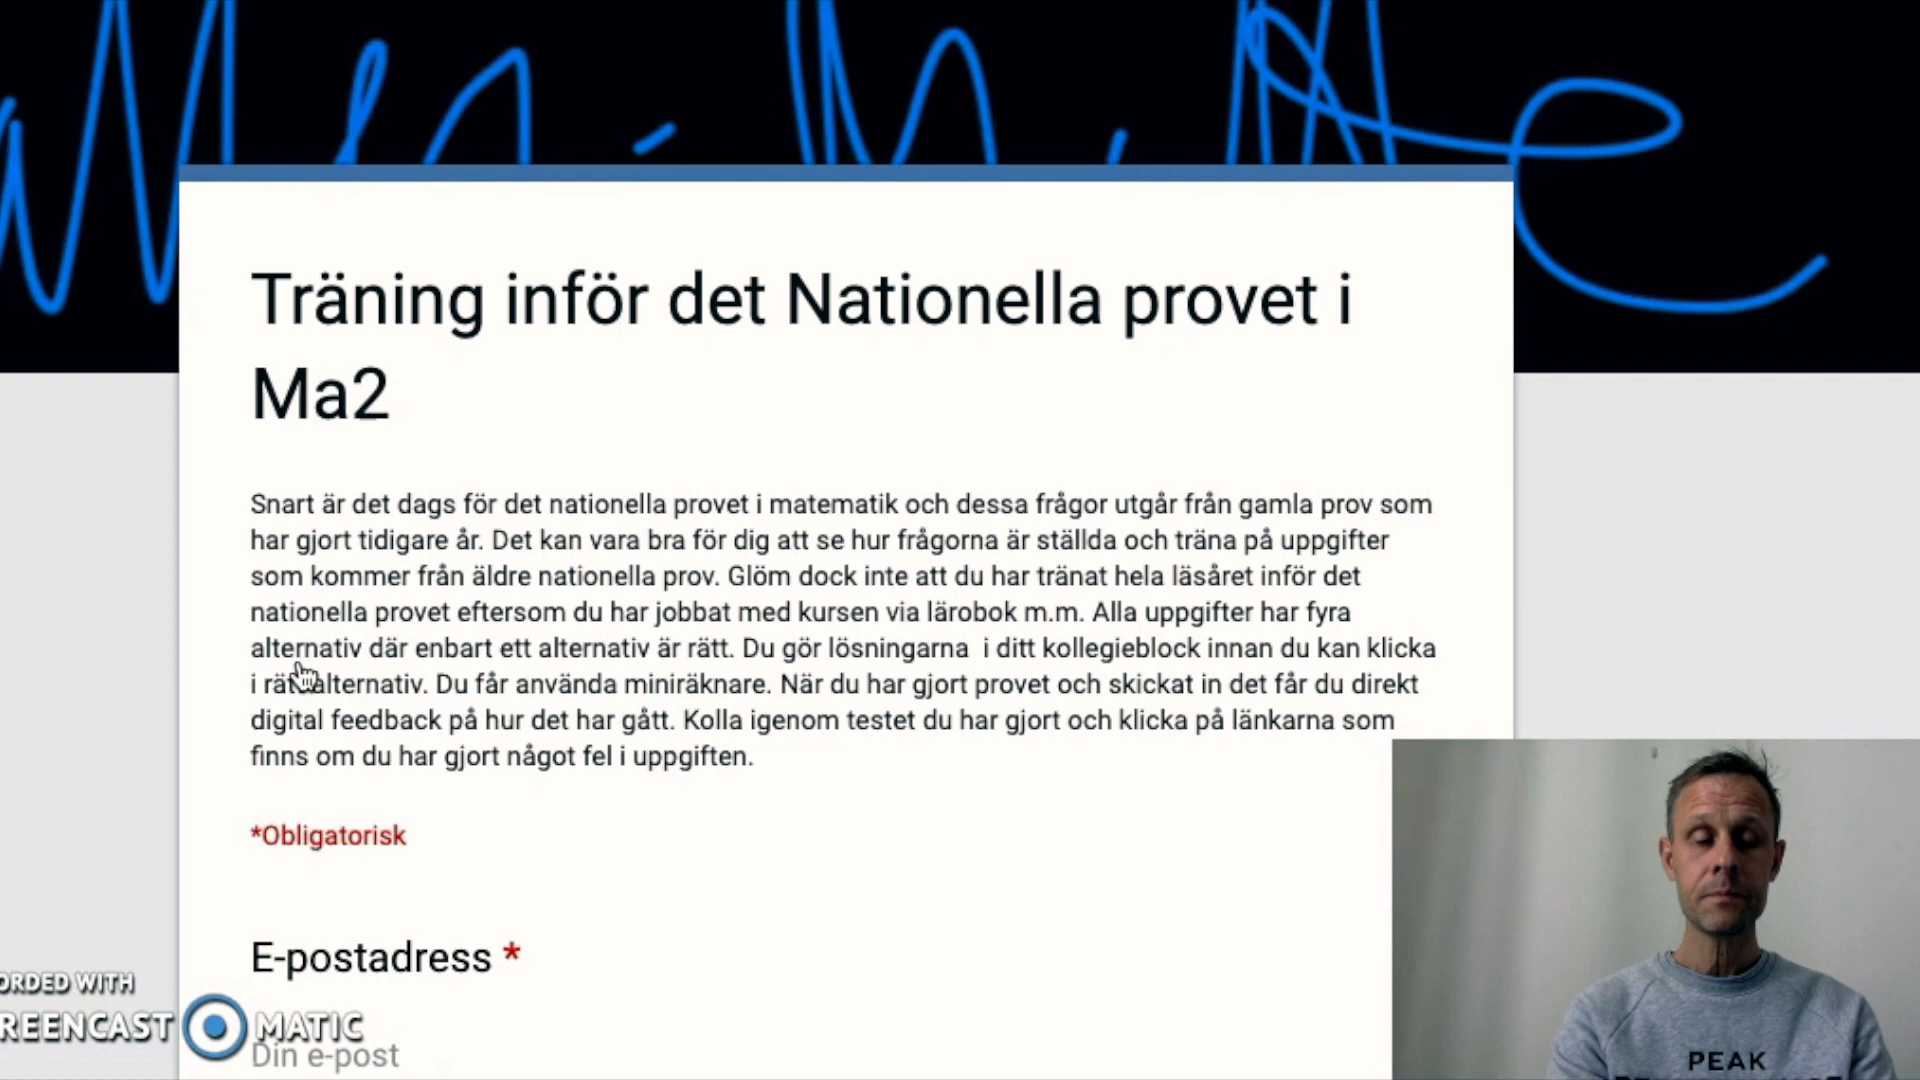 Träning inför det Nationella provet i
Ma2
Snart är det dags för det nationella provet i matematik och dessa frågor utgår från gamla prov som
har gjort tidigare år. Det kan vara bra för dig att se hur frågorna är ställda och träna på uppgifter
som kommer från äldre nationella prov. Glöm dock inte att du har tränat hela läsåret inför det
nationella provet eftersom du har jobbat med kursen via lärobok m.m. Alla uppgifter har fyra
alternativ där enbart ett alternativ är rätt. Du gör lösningarna i ditt kollegieblock innan du kan klicka
i rätt alternativ. Du får använda miniräknare. När du har gjort provet och skickat in det får du direkt
digital feedback på hur det har gått. Kolla igenom testet du har gjort och klicka på länkarna som
finns om du har gjort något fel i uppgiften.
*Obligatorisk
E-postadress *
Din e-post
ORDED WITH
REENCAST MATIC
PEAK